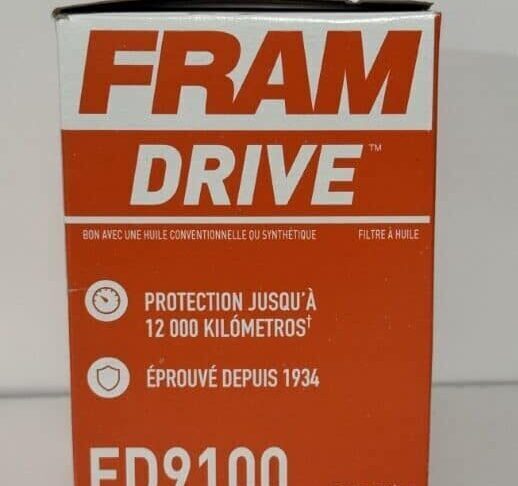 FRAM
DRIVE™
BON AVEC UNE HUILE CONVENTIONNELLE OU SYNTHÉTIQUE FILTRE À HUILE
PROTECTION JUSQU'À
12 000 KILÓMETROS†
ÉPROUVÉ DEPUIS 1934
FD9100